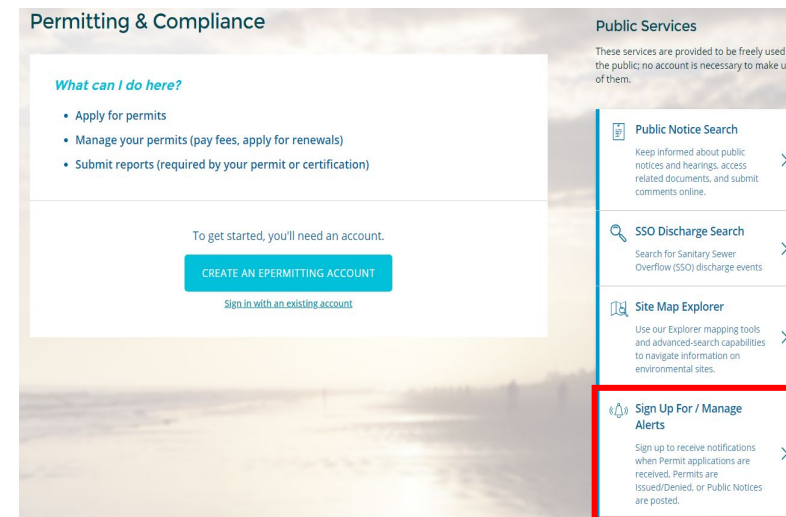 Permitting & Compliance
What can I do here?
• Apply for permits
• Manage your permits (pay fees, apply for renewals)
• Submit reports (required by your permit or certification)
To get started, you'll need an account.
CREATE AN EPERMITTING ACCOUNT
Sign in with an existing account
Public Services
These services are provided to be freely used
the public; no account is necessary to make u
of them.
Public Notice Search
Keep informed about public
notices and hearings, access
related documents, and submit
comments online.
SSO Discharge Search
Search for Sanitary Sewer
Overflow (SSO) discharge events
Site Map Explorer
Use our Explorer mapping tools
and advanced-search capabilities
to navigate information on
environmental sites.
Sign Up For / Manage
Alerts
Sign up to receive notifications
when Permit applications are
received, Permits are
Issued/Denied, or Public Notices
are posted.